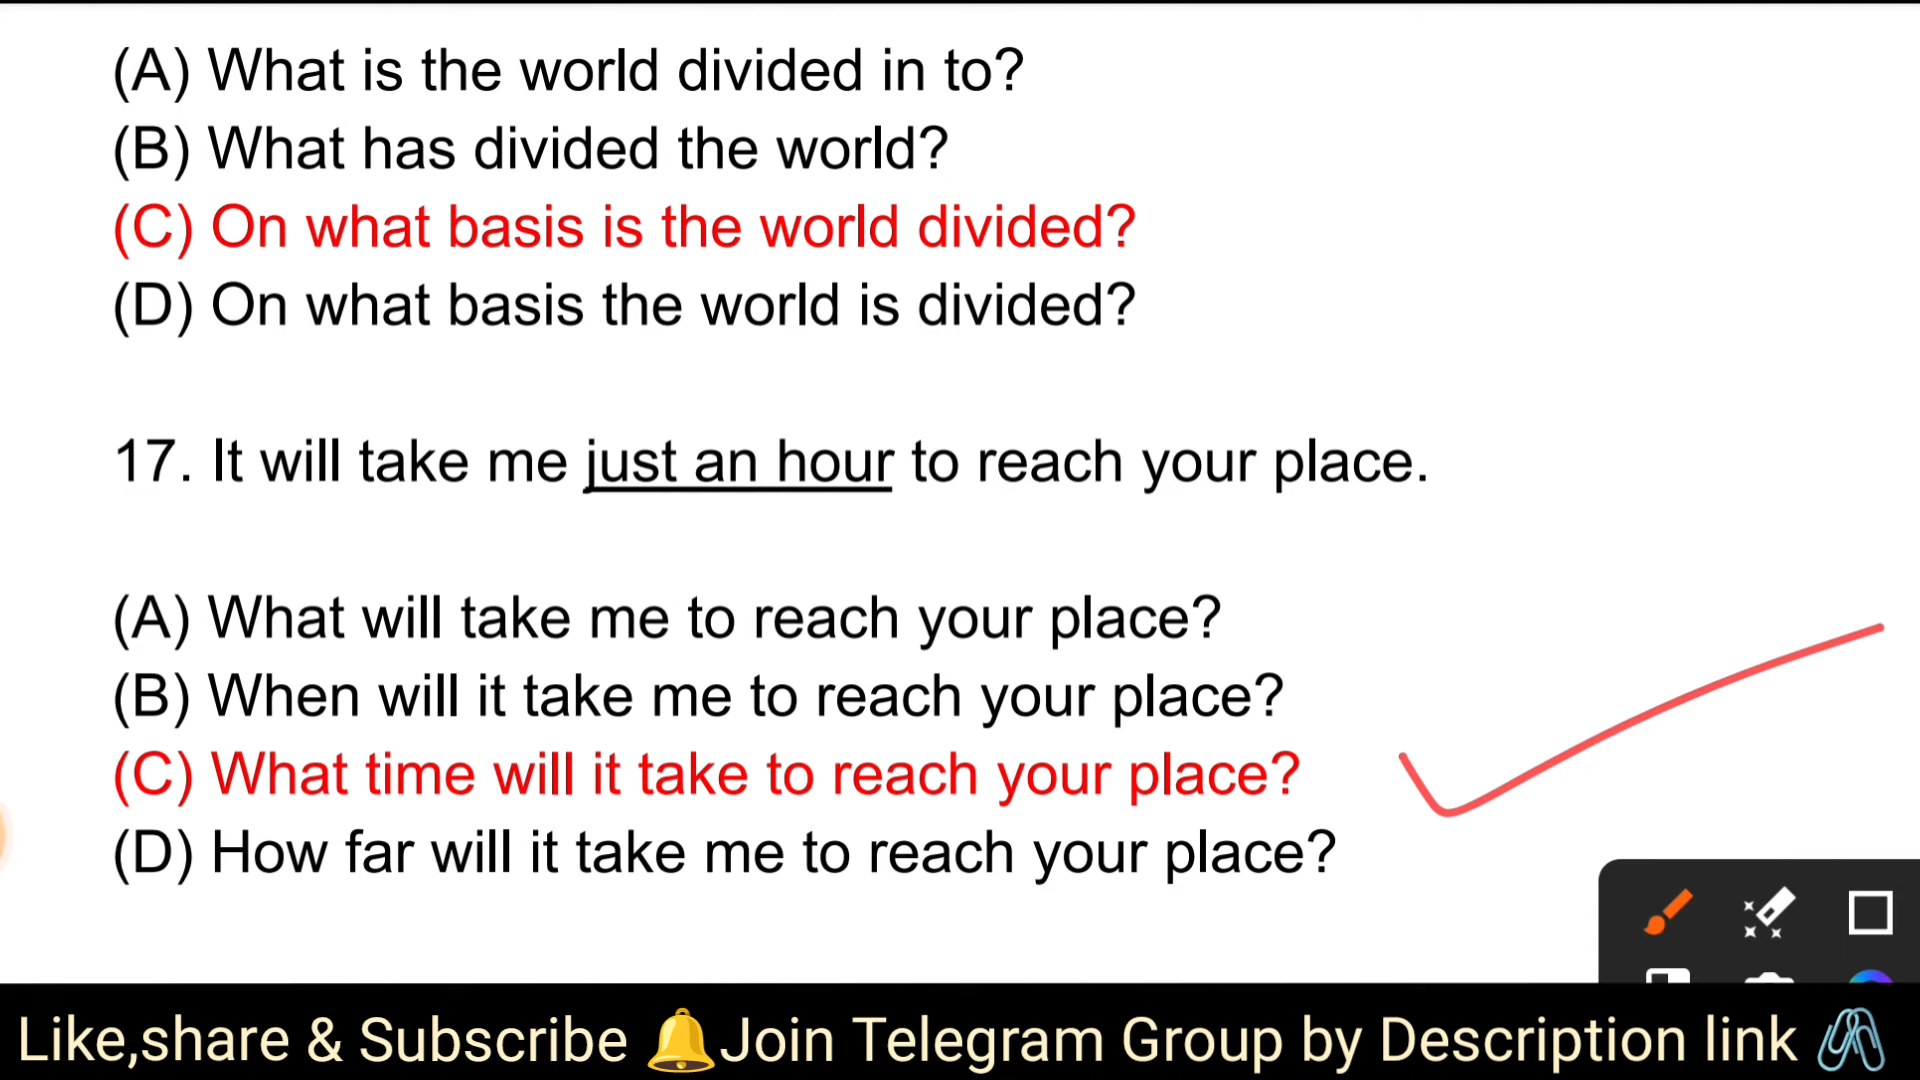 (A) What is the world divided in to?
(B) What has divided the world?
(C) On what basis is the world divided?
(D) On what basis the world is divided?
17. It will take me just an hour to reach your place.
(A) What will take me to reach your place?
(B) When will it take me to reach your place?
(C) What time will it take to reach your place?
(D) How far will it take me to reach your place?
Like,share & Subscribe 🔔Join Telegram Group by Description link 🖇️